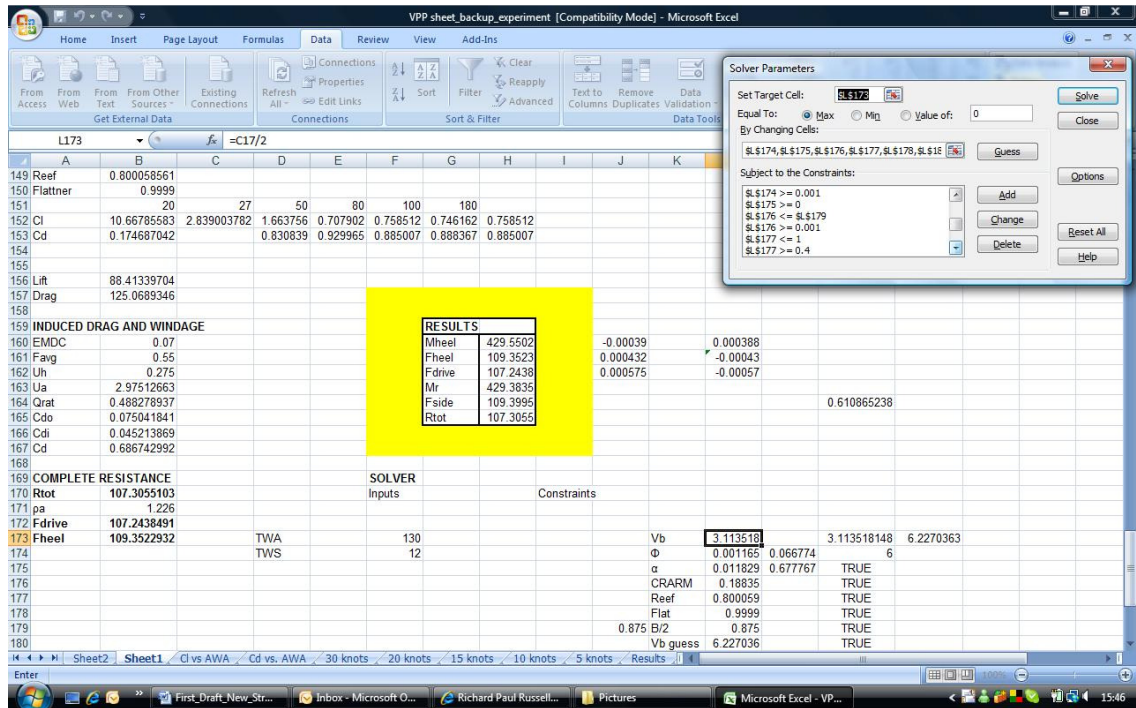 VPP sheet_backup_experiment [Compatibility Mode] - Microsoft Excel
Home Insert Page Layout Formulas Data Review View Add-Ins
From Access
From Web
From Text
From Other Sources
Existing Connections
Get External Data
Refresh All
Connections
Properties
Edit Links
Connections
Sort
Filter
Clear
Reapply
Advanced
Sort & Filter
Text to Columns
Remove Duplicates
Data Validation
Data Tools
Solver Parameters
Set Target Cell: $L$173
Equal To: Max Min Value of: 0
By Changing Cells:
$L$174,$L$175,$L$176,$L$177,$L$178,$L$18
Guess
Subject to the Constraints:
$L$174 >= 0.001
$L$175 >= 0
$L$176 <= $L$179
$L$176 >= 0.001
$L$177 <= 1
$L$177 >= 0.4
Add
Change
Delete
Solve
Close
Options
Reset All
Help
L173 fx =C17/2
A B C D E F G H I J K
149 Reef 0.800058561
150 Flattner 0.9999
151 20 27 50 80 100 180
152 Cl 10.66785583 2.839003782 1.663756 0.707902 0.758512 0.746162 0.758512
153 Cd 0.174687042 0.830839 0.929965 0.885007 0.888367 0.885007
154
155
156 Lift 88.41339704
157 Drag 125.0689346
158
159 INDUCED DRAG AND WINDAGE RESULTS
160 EMDC 0.07 Mheel 429.5502 -0.00039 0.000388
161 Favg 0.55 Fheel 109.3523 0.000432 -0.00043
162 Uh 0.275 Fdrive 107.2438 0.000575 -0.00057
163 Ua 2.97512663 Mr 429.3835
164 Qrat 0.488278937 Fside 109.3995 0.610865238
165 Cdo 0.075041841 Rtot 107.3055
166 Cdi 0.045213869
167 Cd 0.686742992
168
169 COMPLETE RESISTANCE SOLVER
170 Rtot 107.3055103 Inputs Constraints
171 ρa 1.226
172 Fdrive 107.2438491
173 Fheel 109.3522932 TWA 130 Vb 3.113518 3.113518148 6.2270363
174 TWS 12 Φ 0.001165 0.066774 6
175 α 0.011829 0.677767 TRUE
176 CRARM 0.18835 TRUE
177 Reef 0.800059 TRUE
178 Flat 0.9999 TRUE
179 0.875 B/2 0.875 TRUE
180 Vb guess 6.227036 TRUE
Sheet2 Sheet1 Cl vs AWA Cd vs. AWA 30 knots 20 knots 15 knots 10 knots 5 knots Results
Enter 100%
First_Draft_New_Str... Inbox - Microsoft O... Richard Paul Russell... Pictures Microsoft Excel - VP... 15:46